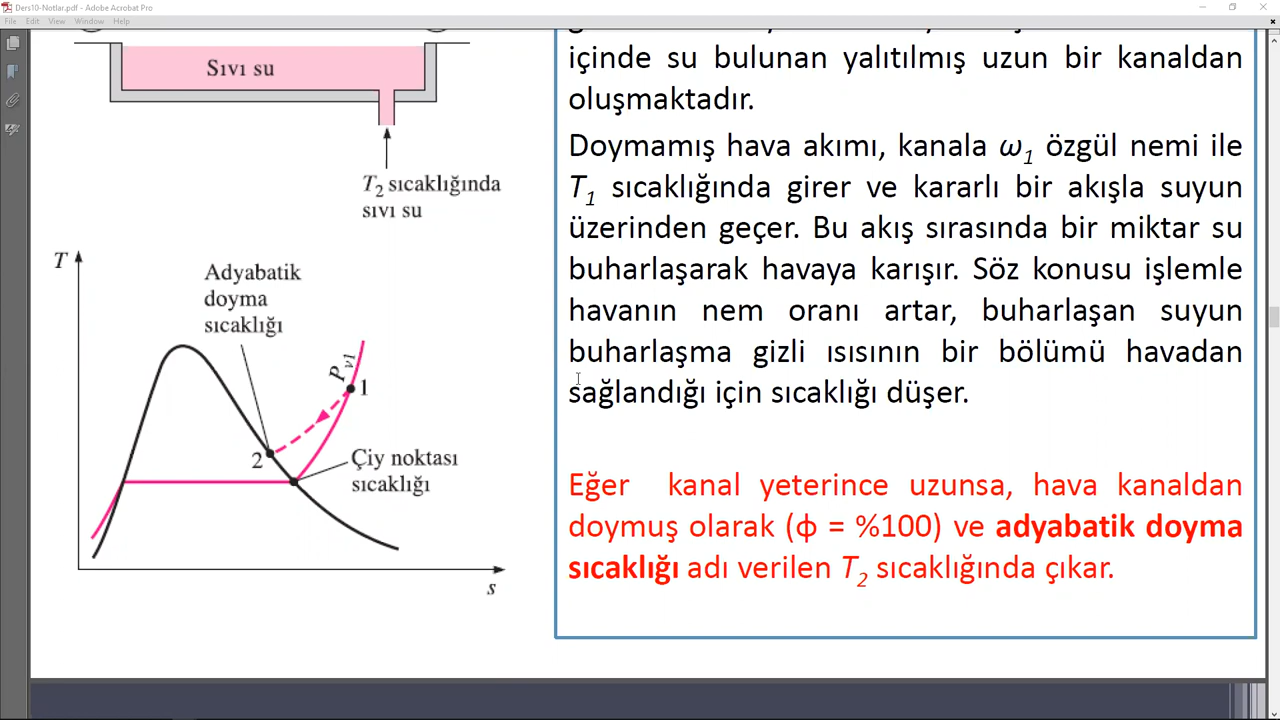 Ders10-Notlar.pdf - Adobe Acrobat Pro
File Edit View Window Help
Sıvı su
T2 sıcaklığında
sıvı su
T
Adyabatik
doyma
sıcaklığı
Pv1
1
2
Çiy noktası
sıcaklığı
s
içinde su bulunan yalıtılmış uzun bir kanaldan
oluşmaktadır.
Doymamış hava akımı, kanala ω1 özgül nemi ile
T1 sıcaklığında girer ve kararlı bir akışla suyun
üzerinden geçer. Bu akış sırasında bir miktar su
buharlaşarak havaya karışır. Söz konusu işlemle
havanın nem oranı artar, buharlaşan suyun
buharlaşma gizli ısısının bir bölümü havadan
sağlandığı için sıcaklığı düşer.
Eğer kanal yeterince uzunsa, hava kanaldan
doymuş olarak (ф = %100) ve adyabatik doyma
sıcaklığı adı verilen T2 sıcaklığında çıkar.